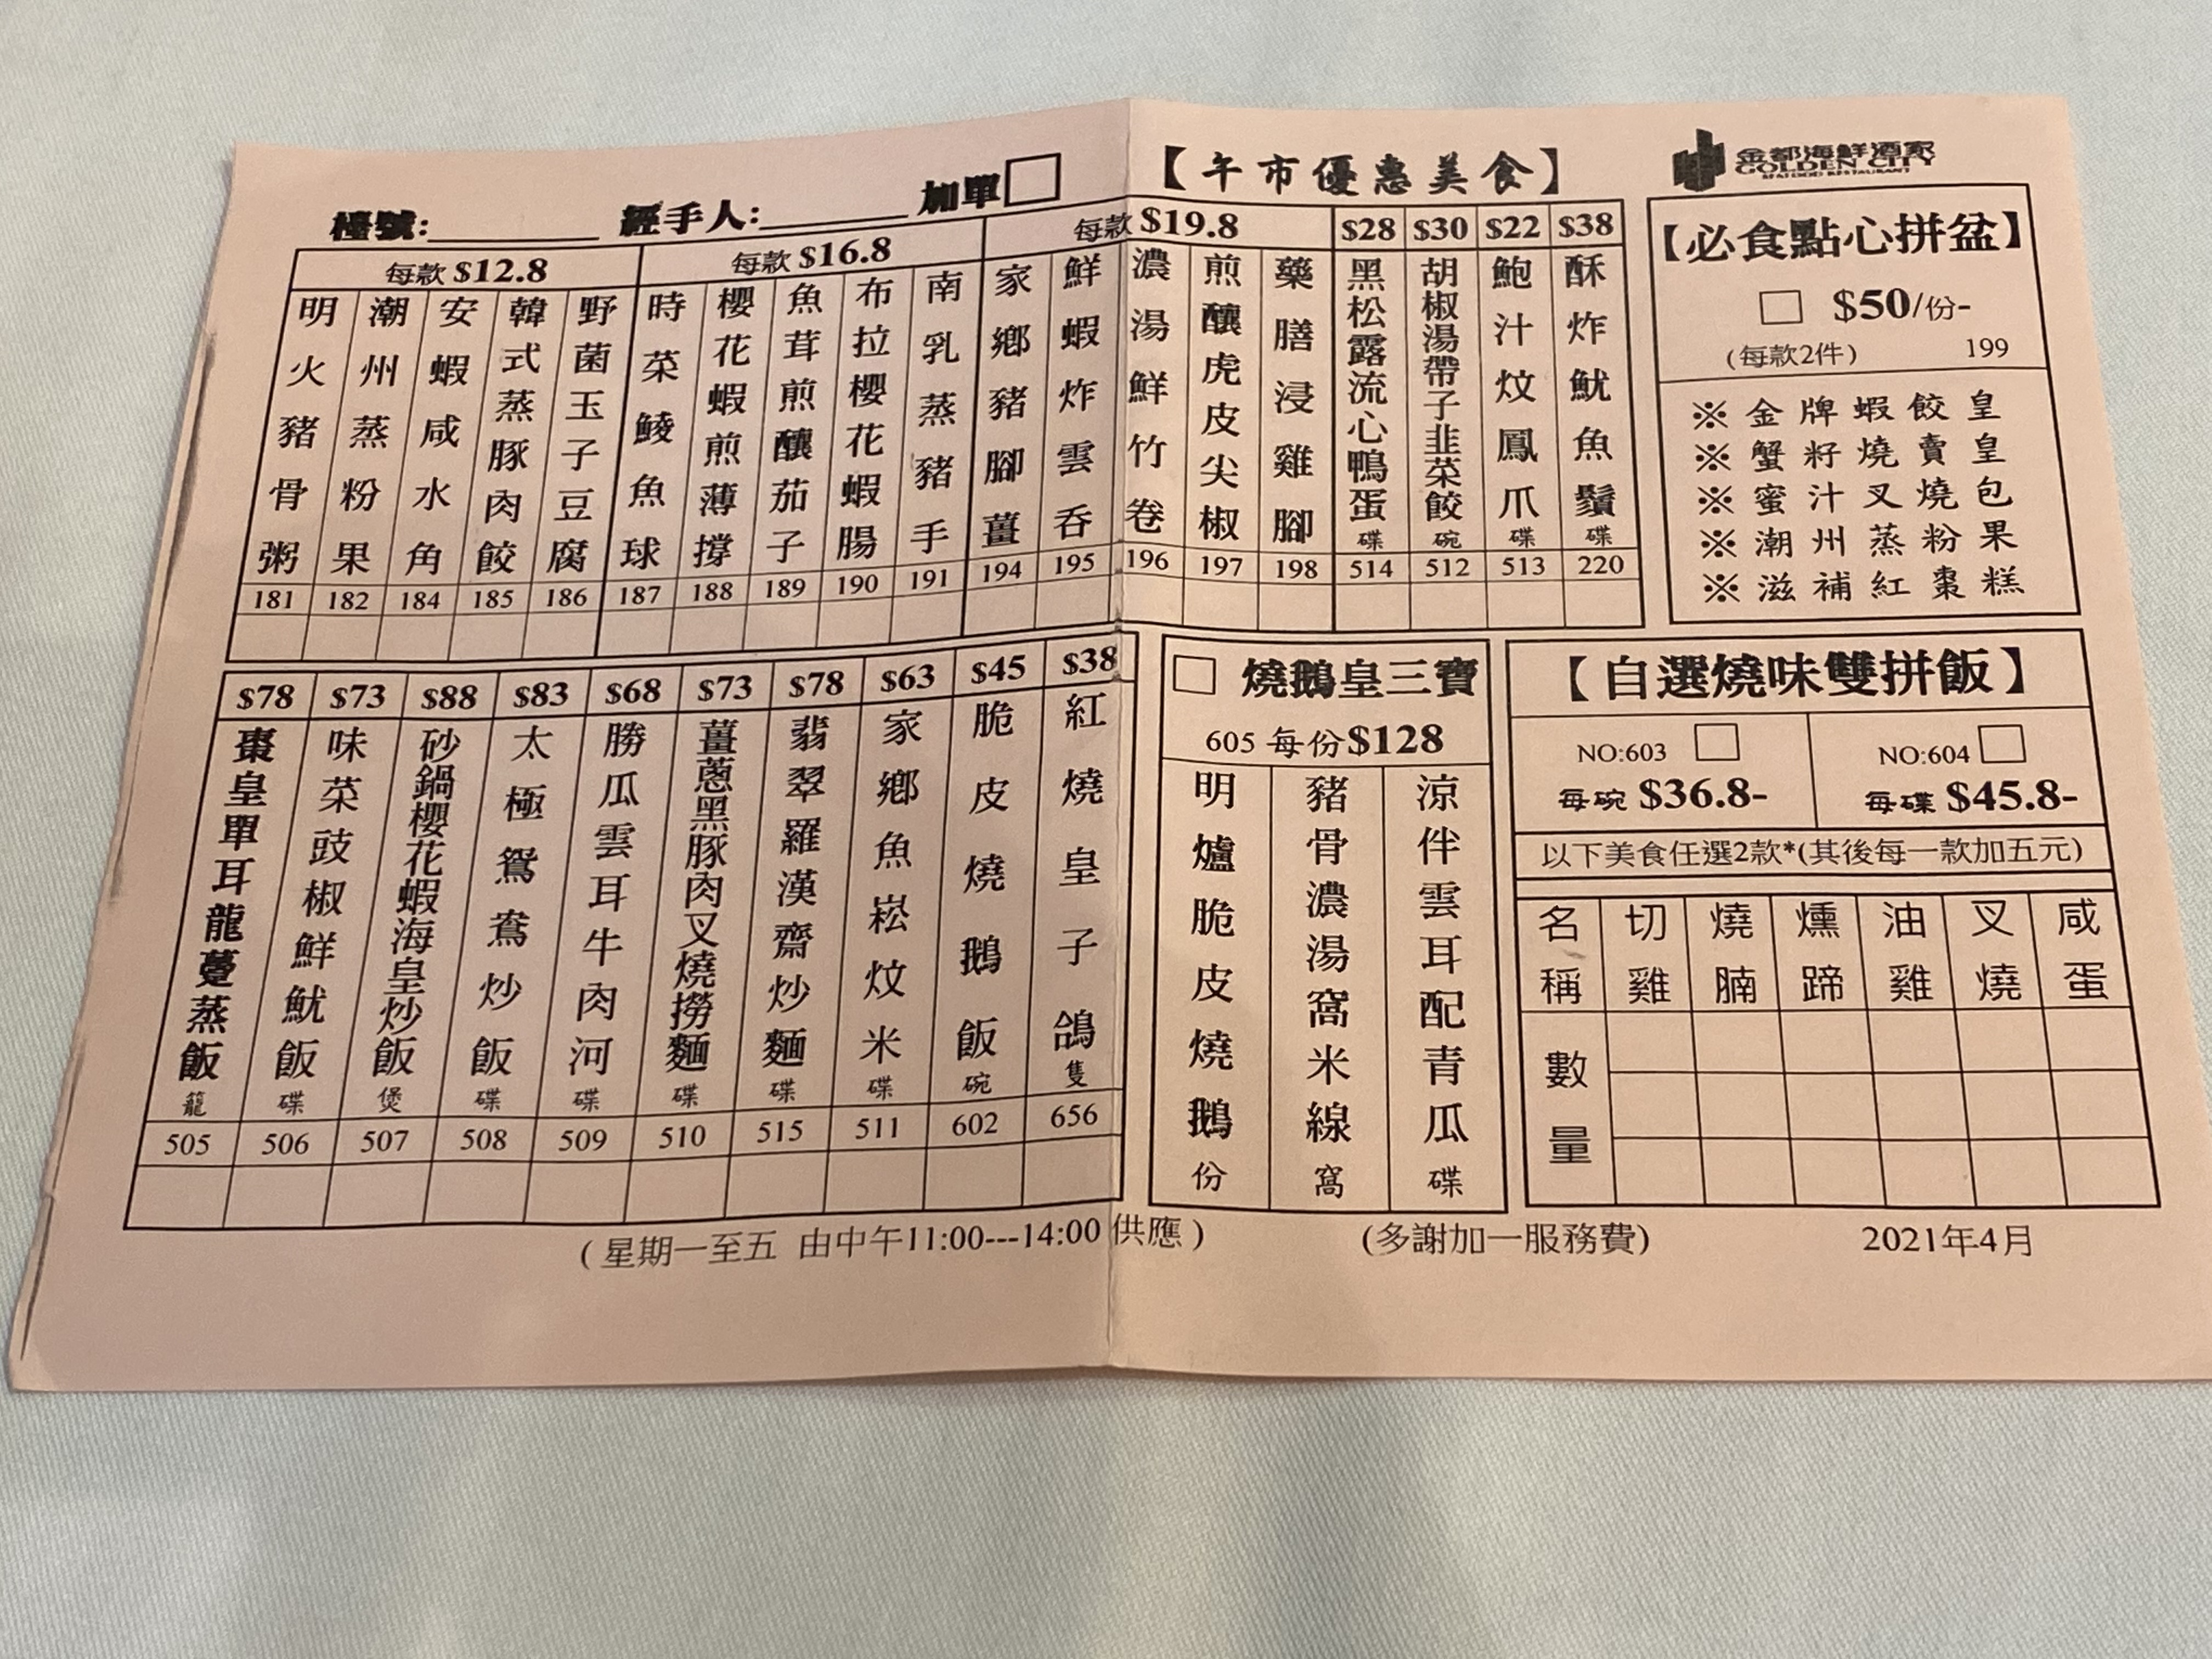 檯號:________ 經手人:________ 加單
【午市優惠美食】
金都海鮮酒家
GOLDEN CITY
SEAFOOD RESTAURANT
每款 $12.8
明火豬骨粥 181
潮州蒸粉果 182
安蝦咸水角 184
韓式蒸豚肉餃 185
野菌玉子豆腐 186
每款 $16.8
時菜鯪魚球 187
櫻花蝦煎薄撐 188
魚茸煎釀茄子 189
布拉櫻花蝦腸 190
南乳蒸豬手 191
每款 $19.8
家鄉豬腳薑 194
鮮蝦炸雲吞 195
濃湯鮮竹卷 196
煎釀虎皮尖椒 197
藥膳浸雞腳 198
$28 黑松露流心鴨蛋 碟 514
$30 胡椒湯帶子韭菜餃 碗 512
$22 鮑汁炆鳳爪 碟 513
$38 酥炸魷魚鬚 碟 220
【必食點心拼盆】
$50/份-
(每款2件) 199
※ 金牌蝦餃皇
※ 蟹籽燒賣皇
※ 蜜汁叉燒包
※ 潮州蒸粉果
※ 滋補紅棗糕
$78 棗皇單耳龍躉蒸飯 籠 505
$73 味菜豉椒鮮魷飯 碟 506
$88 砂鍋櫻花蝦海皇炒飯 煲 507
$83 太極鴛鴦炒飯 碟 508
$68 勝瓜雲耳牛肉河 碟 509
$73 薑蔥黑豚肉叉燒撈麵 碟 510
$78 翡翠羅漢齋炒麵 碟 515
$63 家鄉魚崧炆米 碟 511
$45 脆皮燒鵝飯 碗 602
$38 紅燒皇子鴿 隻 656
燒鵝皇三寶
605 每份$128
明爐脆皮燒鵝 份
豬骨濃湯窩米線 窩
涼伴雲耳配青瓜 碟
【自選燒味雙拼飯】
NO:603
每碗 $36.8-
NO:604
每碟 $45.8-
以下美食任選2款*(其後每一款加五元)
名稱 切雞 燒腩 燻蹄 油雞 叉燒 咸蛋
數量
(星期一至五 由中午11:00---14:00 供應)
(多謝加一服務費)
2021年4月